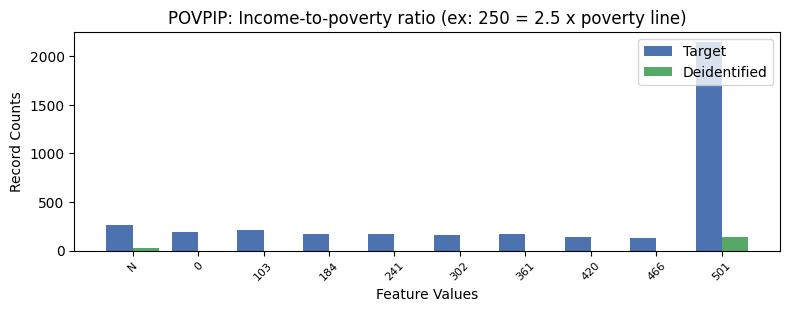 POVPIP: Income-to-poverty ratio (ex: 250 = 2.5 x poverty line)
Target
Deidentified
Record Counts
2000
1500
1000
500
0
N
0
103
184
241
302
361
420
466
501
Feature Values